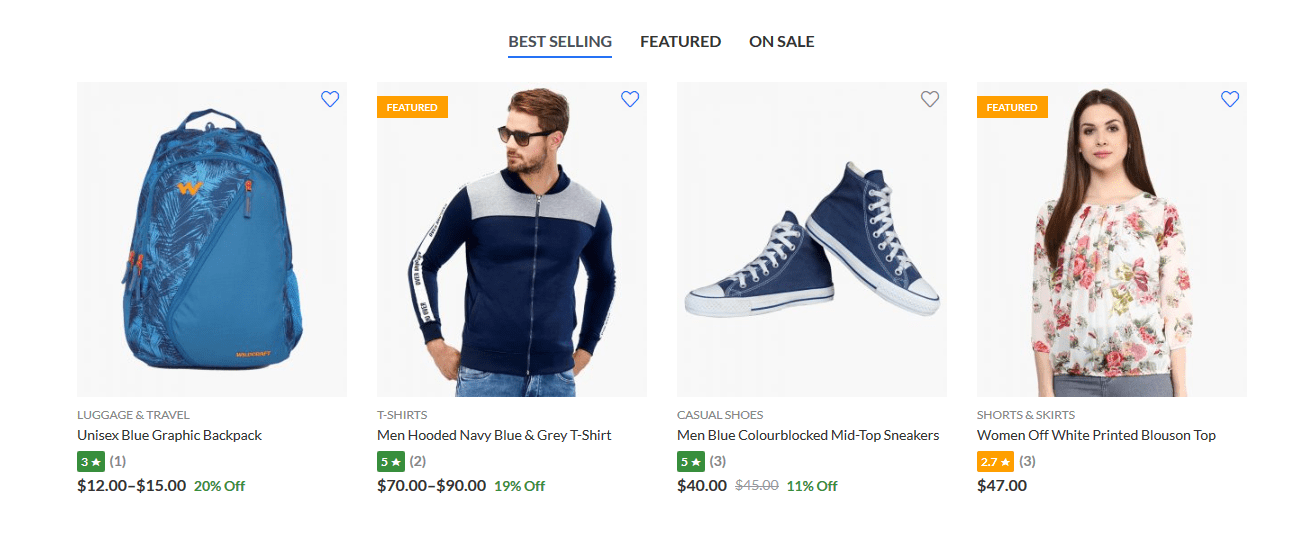 BEST SELLING FEATURED ON SALE
WILDCRAFT
LUGGAGE & TRAVEL
Unisex Blue Graphic Backpack
3 ★ (1)
$12.00–$15.00 20% Off
FEATURED
T-SHIRTS
Men Hooded Navy Blue & Grey T-Shirt
5 ★ (2)
$70.00–$90.00 19% Off
CASUAL SHOES
Men Blue Colourblocked Mid-Top Sneakers
5 ★ (3)
$40.00 $45.00 11% Off
FEATURED
SHORTS & SKIRTS
Women Off White Printed Blouson Top
2.7 ★ (3)
$47.00